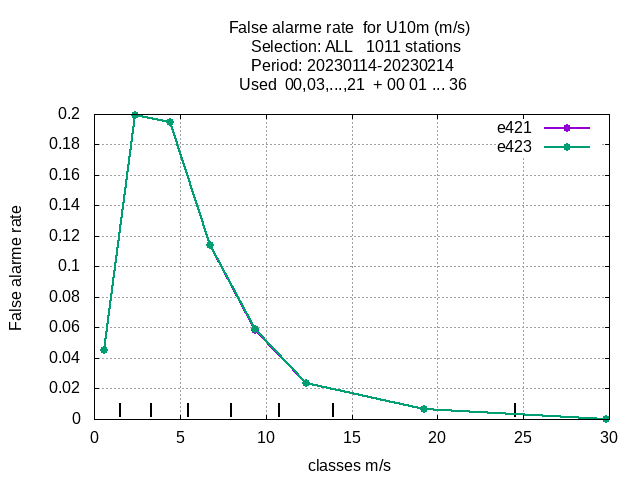 False alarme rate  for U10m (m/s)
Selection: ALL   1011 stations
Period: 20230114-20230214
Used  00,03,...,21  + 00 01 ... 36
e421
e423
False alarme rate
0.2
0.18
0.16
0.14
0.12
0.1
0.08
0.06
0.04
0.02
0
0 5 10 15 20 25 30
classes m/s